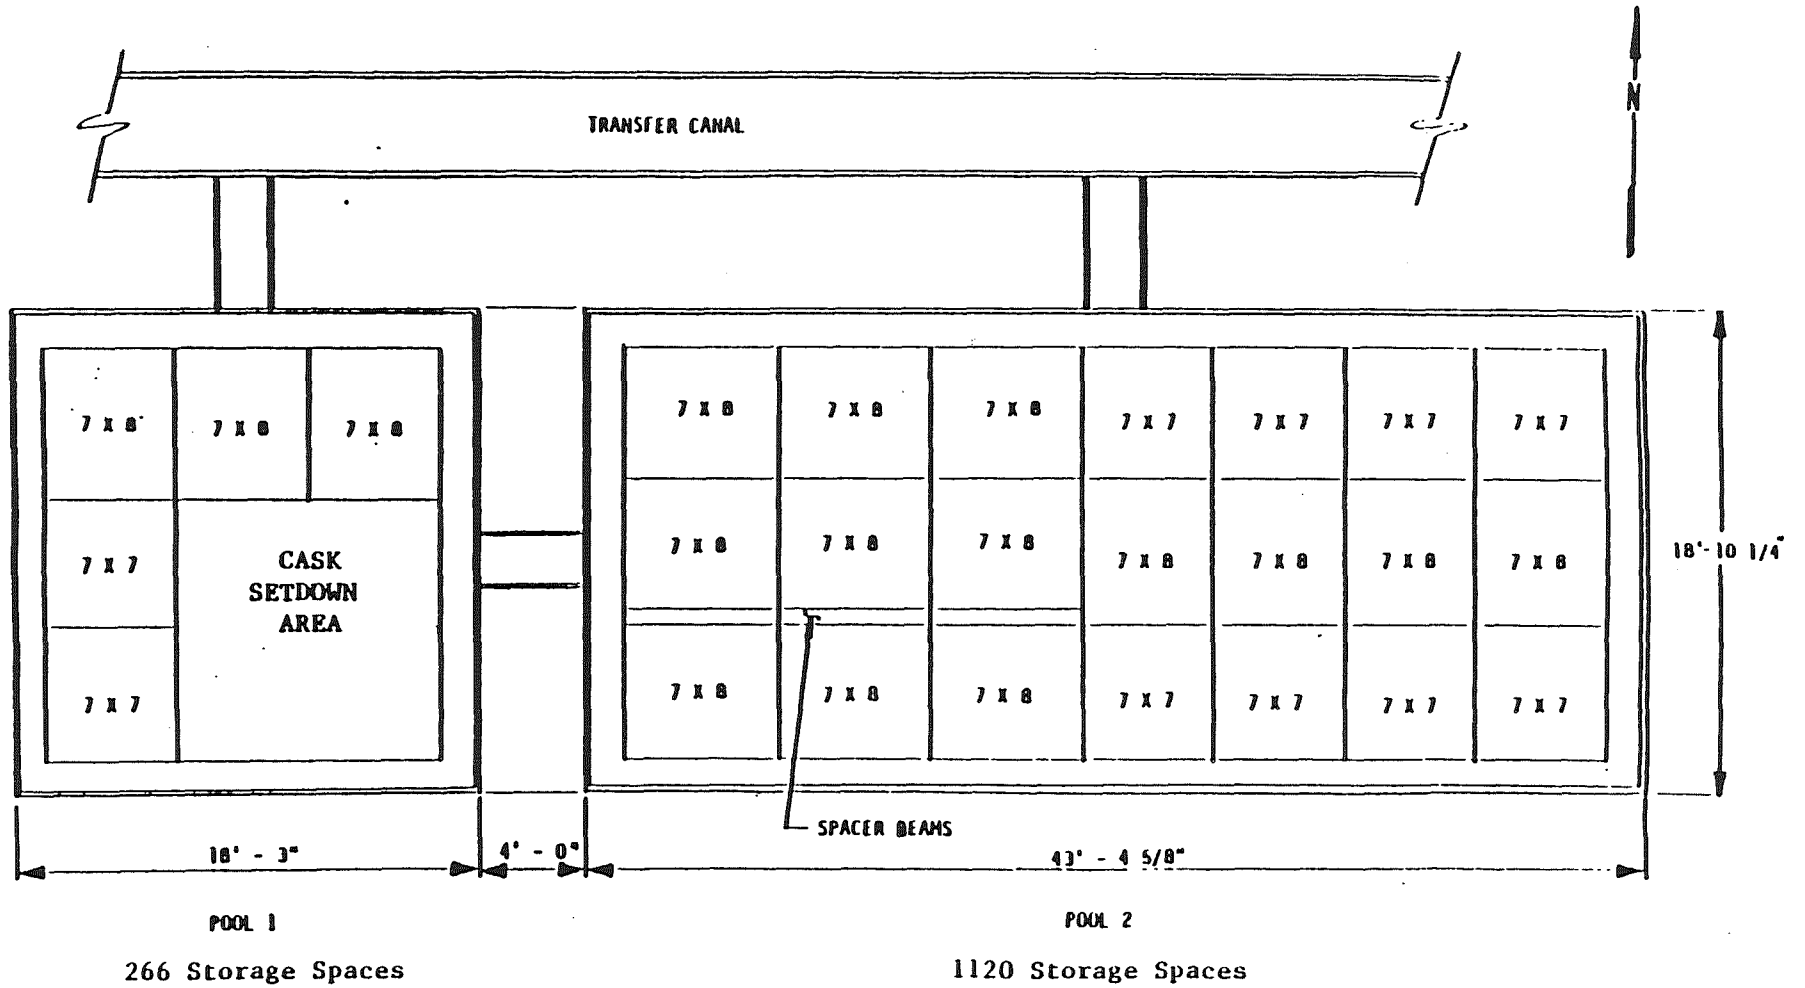 TRANSFER CANAL
N
7 X 8 7 X 8 7 X 8
7 X 8 7 X 8 7 X 8 7 X 7 7 X 7 7 X 7 7 X 7
7 X 7
CASK
SETDOWN
AREA
7 X 8 7 X 8 7 X 8 7 X 8 7 X 8 7 X 8 7 X 8
18'-10 1/4"
7 X 7
7 X 8 7 X 8 7 X 8 7 X 7 7 X 7 7 X 7 7 X 7
SPACER BEAMS
18' - 3"
4' - 0"
43' - 4 5/8"
POOL 1
POOL 2
266 Storage Spaces
1120 Storage Spaces